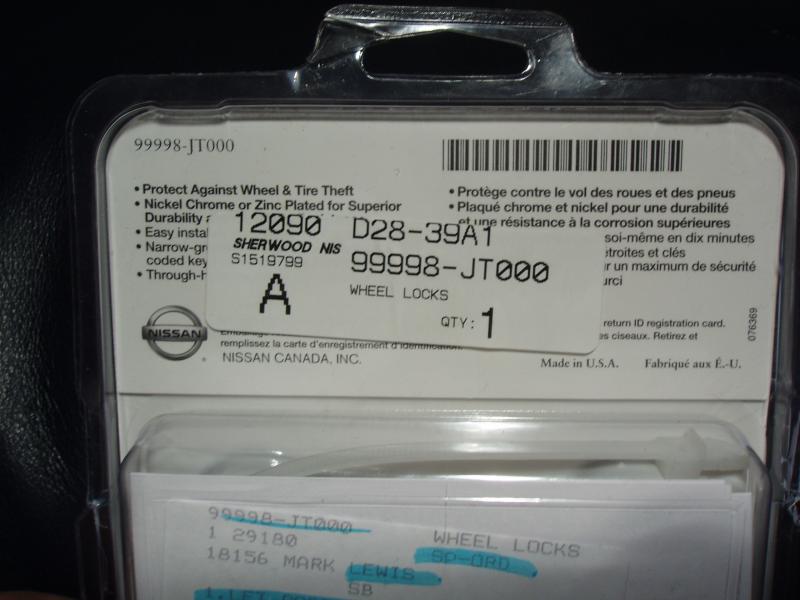 99998-JT000
• Protect Against Wheel & Tire Theft
• Nickel Chrome or Zinc Plated for Superior
Durability
• Easy
• Narrow-
coded
• Through-
• Protège contre le vol des roues et des pneus
• Plaqué chrome et nickel pour une durabilité
et une résistance à la corrosion supérieures
soi-même en dix minutes
étroites et clés
ur un maximum de sécurité
12090 D28-39A1
SHERWOOD NIS
S1519799
99998-JT000
A
WHEEL LOCKS
QTY: 1
NISSAN
return ID registration card.
es ciseaux. Retirez et
remplissez la carte d'enregistrement d'identification.
NISSAN CANADA, INC.
Made in U.S.A. Fabriqué aux É.-U.
076369
99998-JT000
1 29180 WHEEL LOCKS
18156 MARK LEWIS SP-ORD
SB